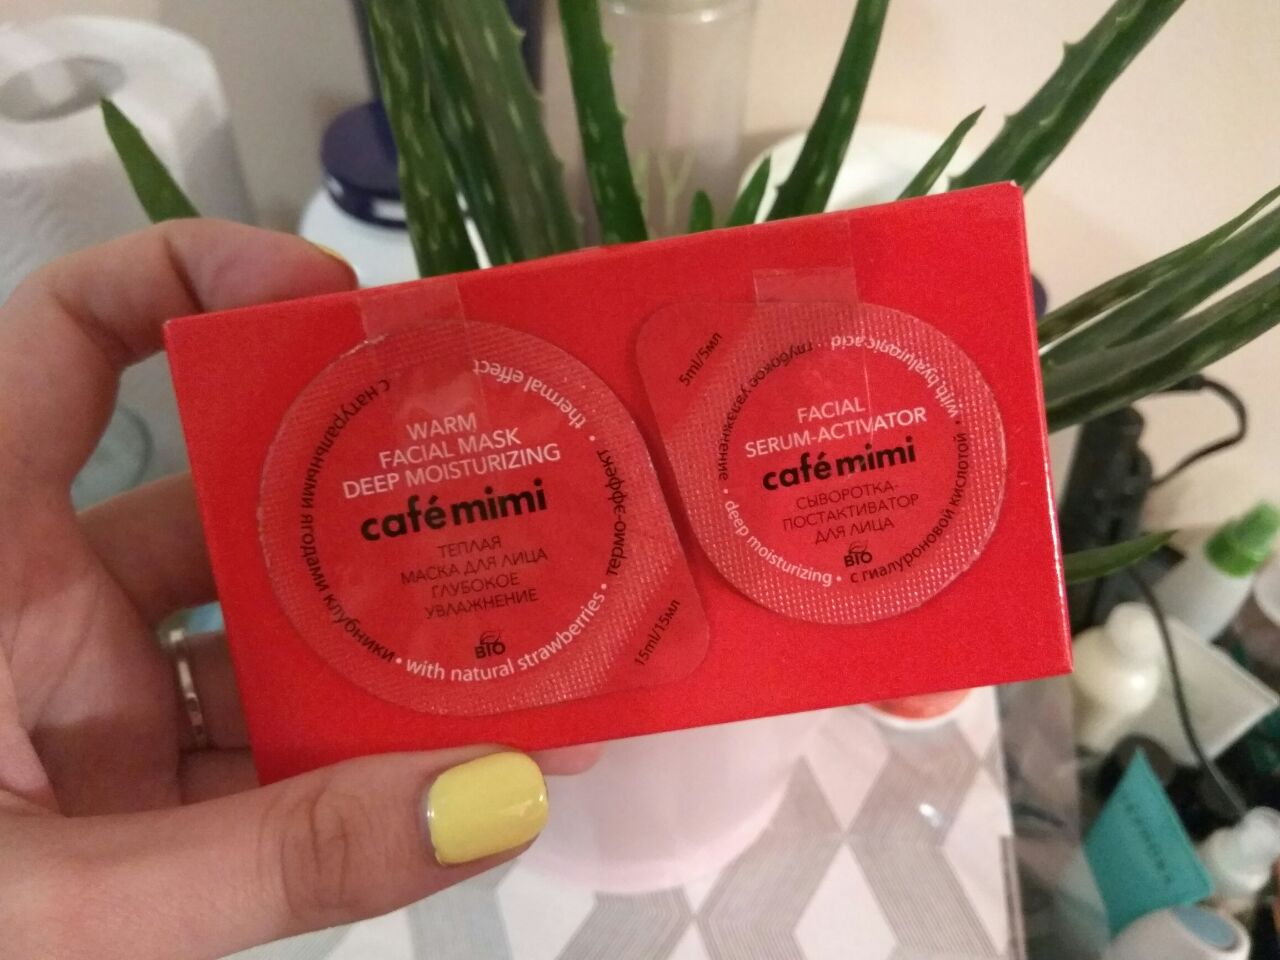 WARM
FACIAL MASK
DEEP MOISTURIZING
café mimi
ТЕПЛАЯ
МАСКА ДЛЯ ЛИЦА
ГЛУБОКОЕ
УВЛАЖНЕНИЕ
BIO
с натуральными ягодами клубники • with natural strawberries • термо-эффект • thermal effect
15ml/15мл
FACIAL
SERUM-ACTIVATOR
café mimi
СЫВОРОТКА-
ПОСТАКТИВАТОР
ДЛЯ ЛИЦА
BIO
глубокое увлажнение • deep moisturizing • с гиалуроновой кислотой • with hyaluronic acid
5ml/5мл